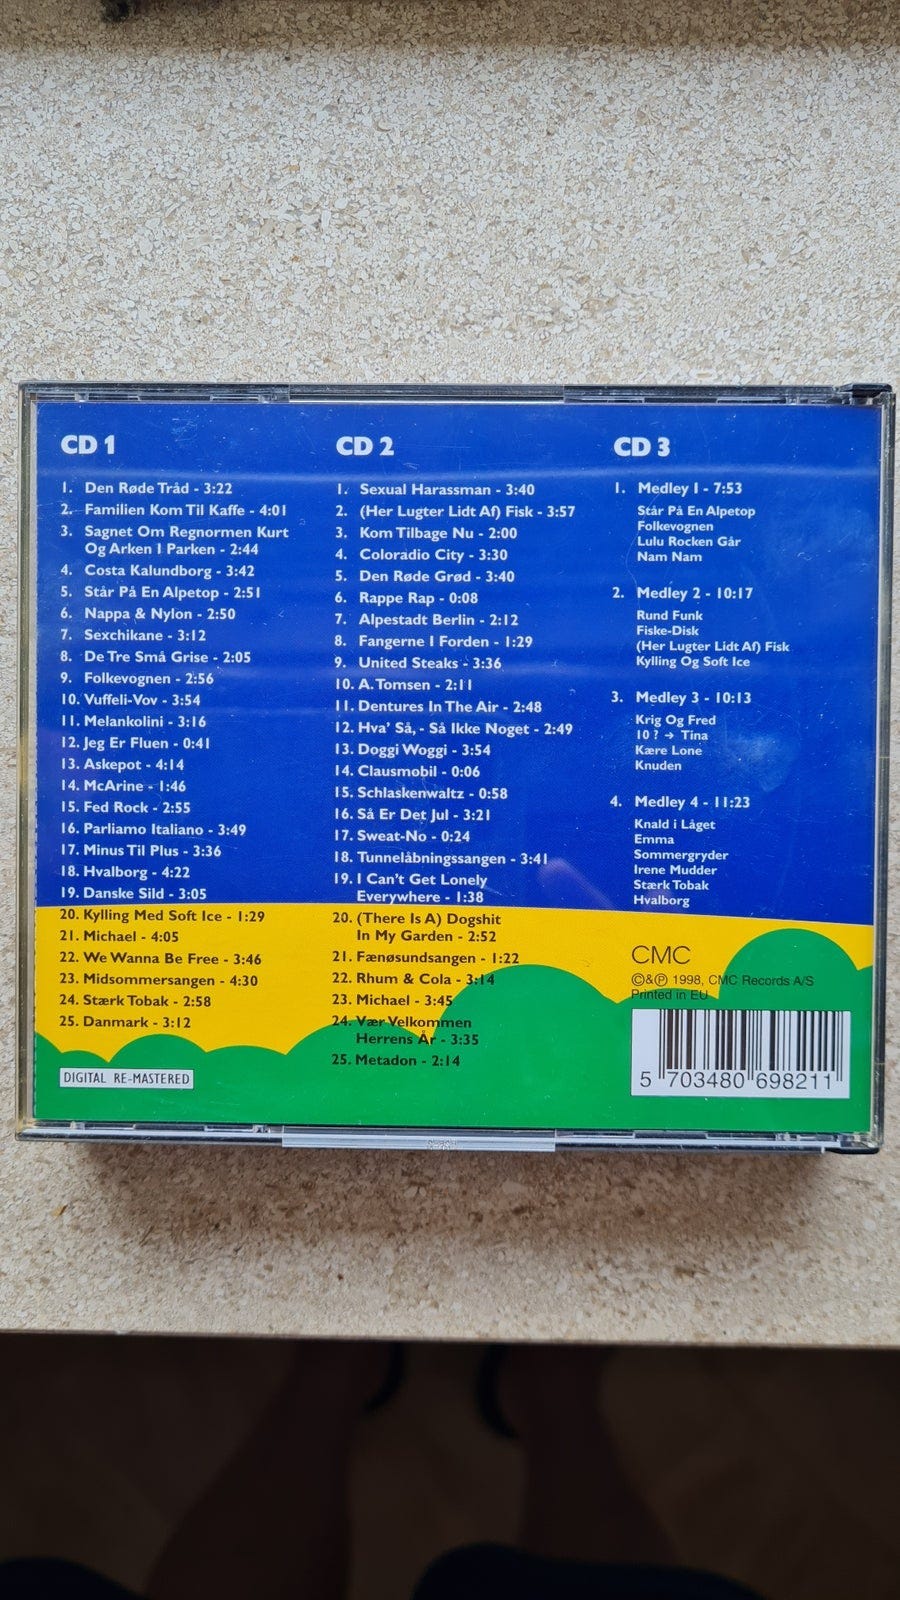 CD 1
1. Den Røde Tråd - 3:22
2. Familien Kom Til Kaffe - 4:01
3. Sagnet Om Regnormen Kurt
Og Arken I Parken - 2:44
4. Costa Kalundborg - 3:42
5. Står På En Alpetop - 2:51
6. Nappa & Nylon - 2:50
7. Sexchikane - 3:12
8. De Tre Små Grise - 2:05
9. Folkevognen - 2:56
10. Vuffeli-Vov - 3:54
11. Melankolini - 3:16
12. Jeg Er Fluen - 0:41
13. Askepot - 4:14
14. McArine - 1:46
15. Fed Rock - 2:55
16. Parliamo Italiano - 3:49
17. Minus Til Plus - 3:36
18. Hvalborg - 4:22
19. Danske Sild - 3:05
20. Kylling Med Soft Ice - 1:29
21. Michael - 4:05
22. We Wanna Be Free - 3:46
23. Midsommersangen - 4:30
24. Stærk Tobak - 2:58
25. Danmark - 3:12
DIGITAL RE-MASTERED
CD 2
1. Sexual Harassman - 3:40
2. (Her Lugter Lidt Af) Fisk - 3:57
3. Kom Tilbage Nu - 2:00
4. Coloradio City - 3:30
5. Den Røde Grød - 3:40
6. Rappe Rap - 0:08
7. Alpestadt Berlin - 2:12
8. Fangerne I Forden - 1:29
9. United Steaks - 3:36
10. A. Tomsen - 2:11
11. Dentures In The Air - 2:48
12. Hva' Så, - Så Ikke Noget - 2:49
13. Doggi Woggi - 3:54
14. Clausmobil - 0:06
15. Schlaskenwaltz - 0:58
16. Så Er Det Jul - 3:21
17. Sweat-No - 0:24
18. Tunnelåbningssangen - 3:41
19. I Can't Get Lonely
Everywhere - 1:38
20. (There Is A) Dogshit
In My Garden - 2:52
21. Fænøsundsangen - 1:22
22. Rhum & Cola - 3:14
23. Michael - 3:45
24. Vær Velkommen
Herrens År - 3:35
25. Metadon - 2:14
CD 3
1. Medley 1 - 7:53
Står På En Alpetop
Folkevognen
Lulu Rocken Går
Nam Nam
2. Medley 2 - 10:17
Rund Funk
Fiske-Disk
(Her Lugter Lidt Af) Fisk
Kylling Og Soft Ice
3. Medley 3 - 10:13
Krig Og Fred
10 ? → Tina
Kære Lone
Knuden
4. Medley 4 - 11:23
Knald i Låget
Emma
Sommergryder
Irene Mudder
Stærk Tobak
Hvalborg
CMC
©&℗ 1998, CMC Records A/S
Printed in EU
5 703480 698211